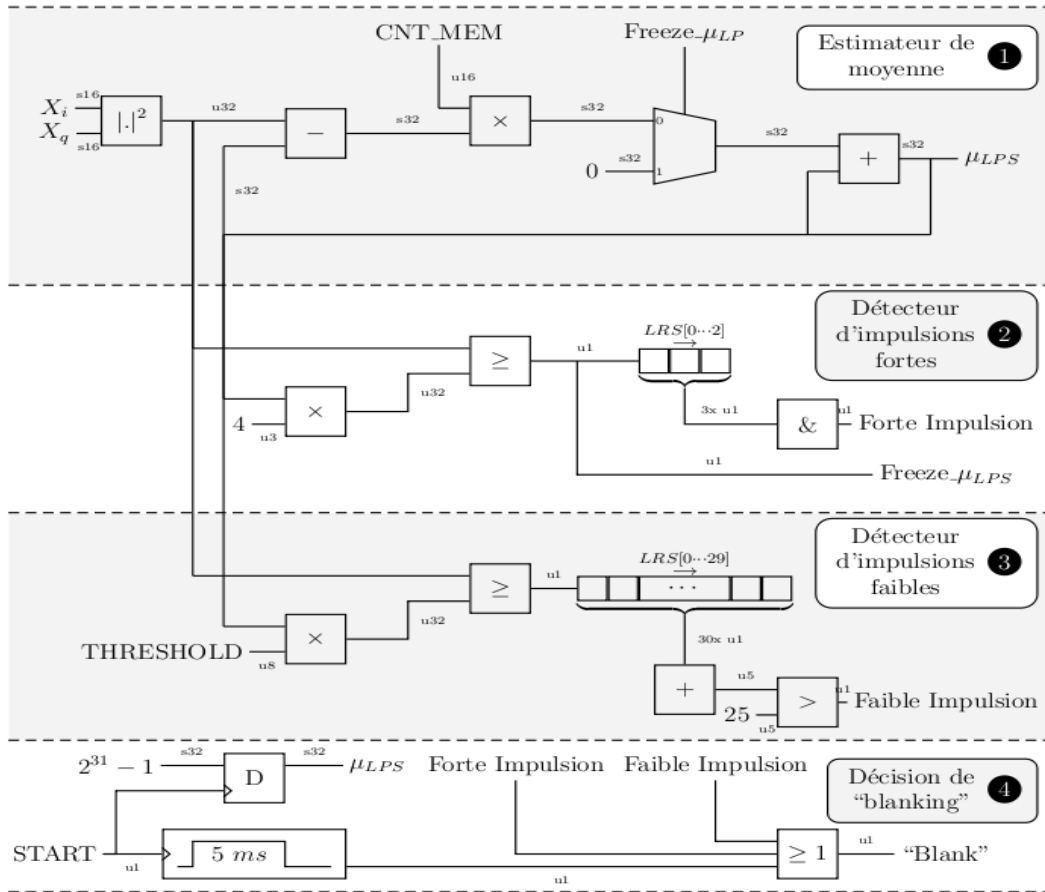 CNT_MEM
Freeze_μLP
Estimateur de moyenne
1
u16
s16
Xi
Xq
s16
|.|²
u32
−
s32
×
s32
0
s32
0
1
s32
+
s32
μLPS
s32
Détecteur d'impulsions fortes
2
LRS[0···2]
→
≥
u1
u32
×
4
u3
3x u1
&
u1
Forte Impulsion
u1
Freeze_μLPS
Détecteur d'impulsions faibles
3
LRS[0···29]
→
≥
u1
···
u32
×
THRESHOLD
u8
30x u1
+
u5
25
u5
>
u1
Faible Impulsion
2³¹ − 1
s32
D
s32
μLPS
Forte Impulsion
Faible Impulsion
Décision de “blanking”
4
START
u1
5 ms
u1
≥ 1
u1
“Blank”